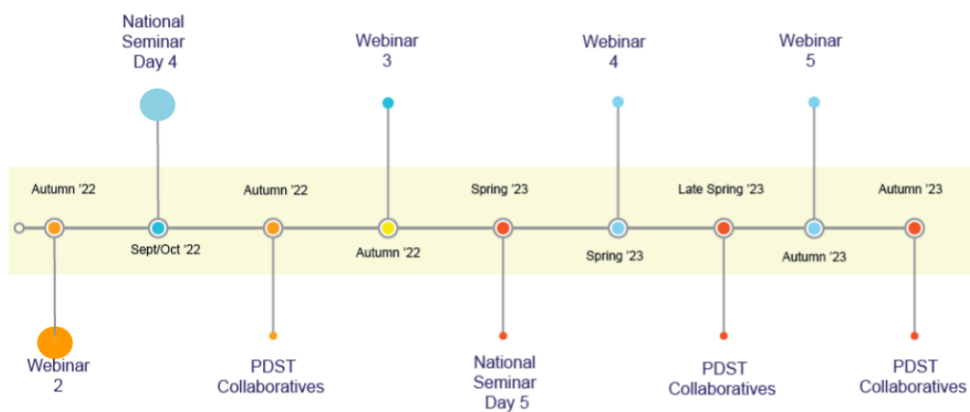 National
Seminar
Day 4
Webinar
3
Webinar
4
Webinar
5
Autumn '22
Autumn '22
Spring '23
Late Spring '23
Autumn '23
Sept/Oct '22
Autumn '22
Spring '23
Autumn '23
Webinar
2
PDST
Collaboratives
National
Seminar
Day 5
PDST
Collaboratives
PDST
Collaboratives